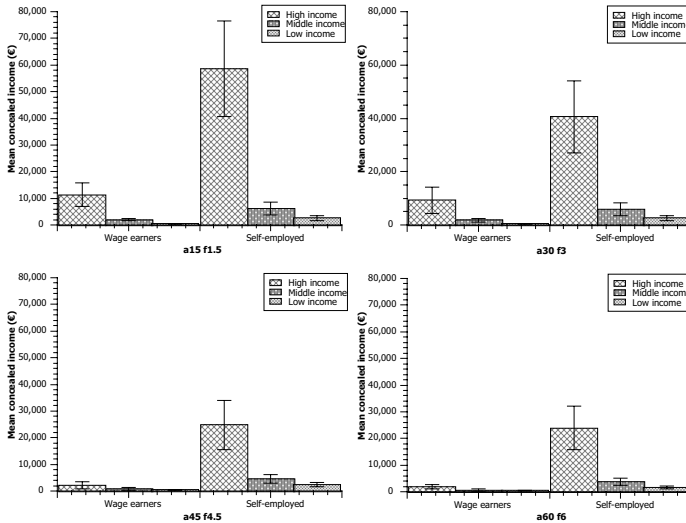 80,000
70,000
60,000
50,000
40,000
30,000
20,000
10,000
0
Mean concealed income (€)
High income
Middle income
Low income
Wage earners
Self-employed
a15 f1.5
80,000
60,000
40,000
20,000
0
Mean concealed income (€)
High income
Middle income
Low income
Wage earners
Self-employed
a30 f3
80,000
70,000
60,000
50,000
40,000
30,000
20,000
10,000
0
Mean concealed income (€)
High income
Middle income
Low income
Wage earners
Self-employed
a45 f4.5
80,000
70,000
60,000
50,000
40,000
30,000
20,000
10,000
0
Mean concealed income (€)
High income
Middle income
Low income
Wage earners
Self-employed
a60 f6